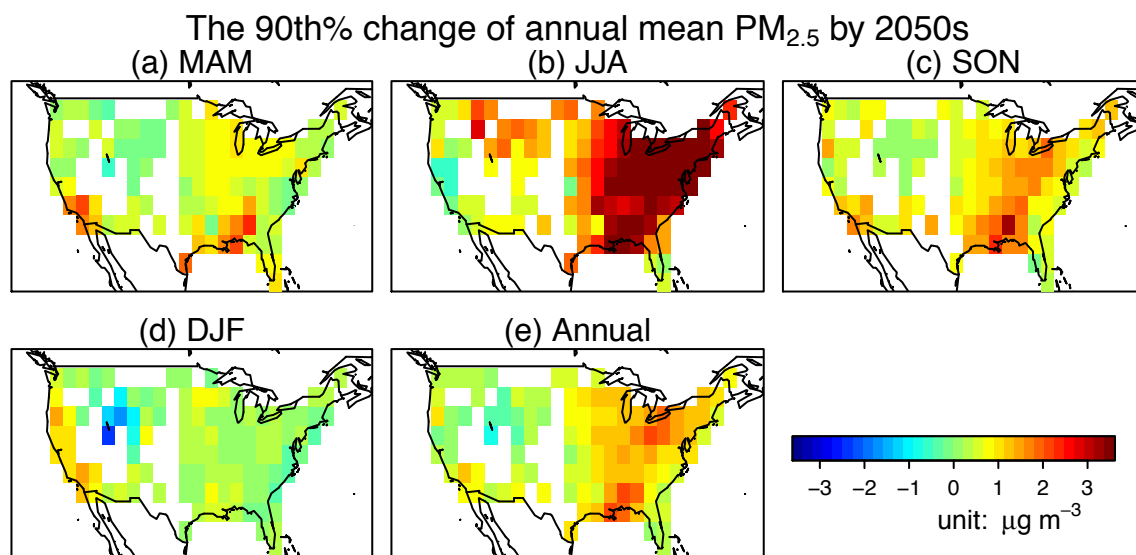 The 90th% change of annual mean PM₂.₅ by 2050s
(a) MAM
(b) JJA
(c) SON
(d) DJF
(e) Annual
-3 -2 -1 0 1 2 3
unit: μg m⁻³